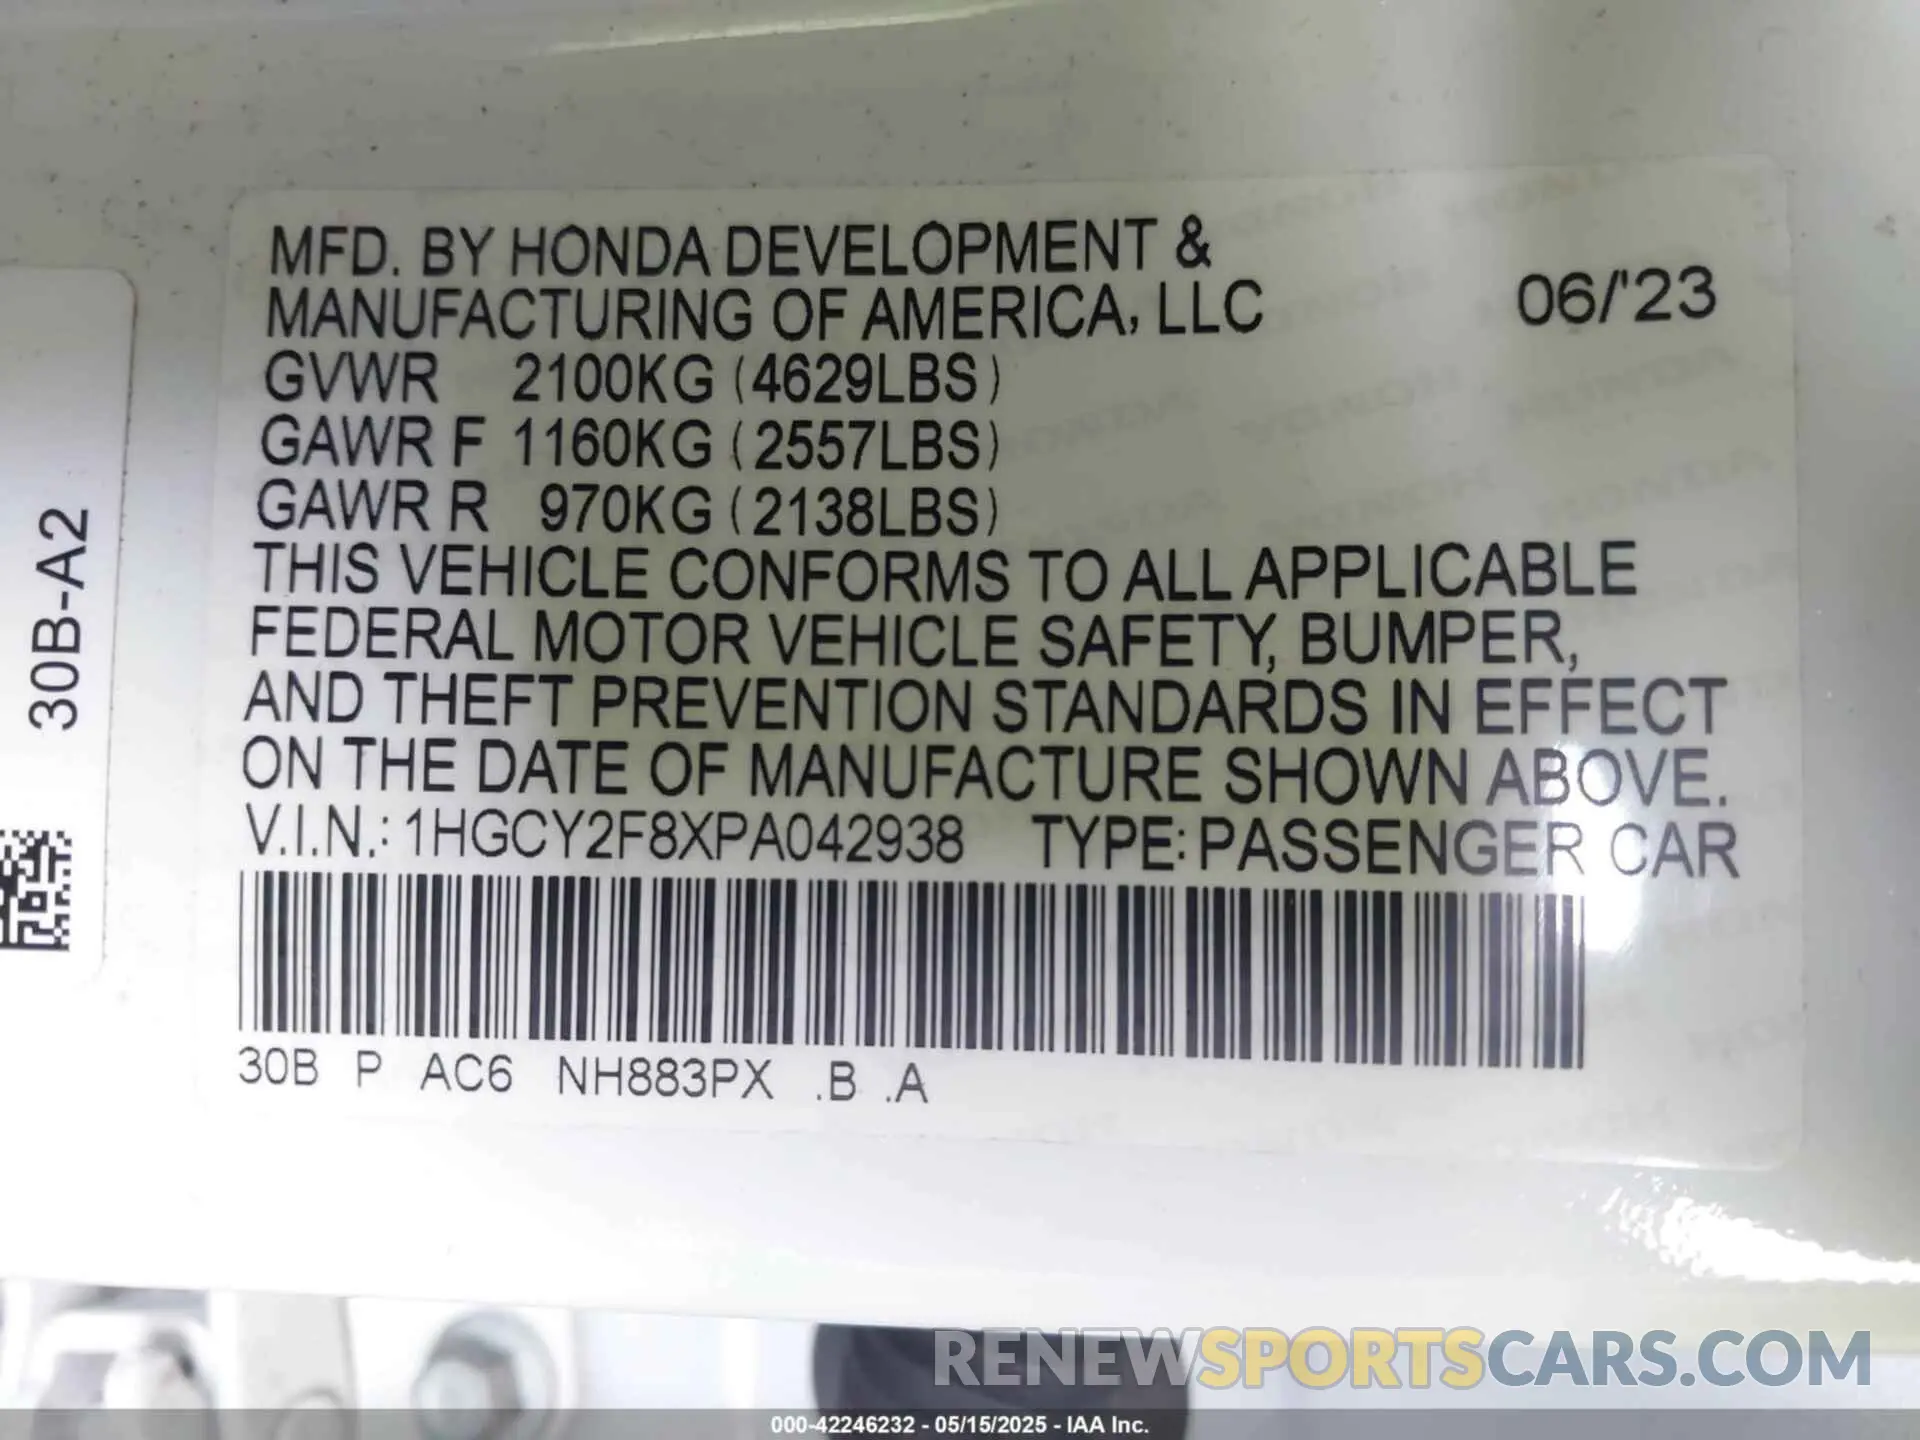 MFD. BY HONDA DEVELOPMENT &
MANUFACTURING OF AMERICA, LLC 06/'23
GVWR 2100KG (4629LBS)
GAWR F 1160KG (2557LBS)
GAWR R 970KG (2138LBS)
THIS VEHICLE CONFORMS TO ALL APPLICABLE
FEDERAL MOTOR VEHICLE SAFETY, BUMPER,
AND THEFT PREVENTION STANDARDS IN EFFECT
ON THE DATE OF MANUFACTURE SHOWN ABOVE.
V.I.N.: 1HGCY2F8XPA042938 TYPE: PASSENGER CAR
30B P AC6 NH883PX .B .A
30B-A2
RENEWSPORTSCARS.COM
000-42246232 - 05/15/2025 - IAA Inc.